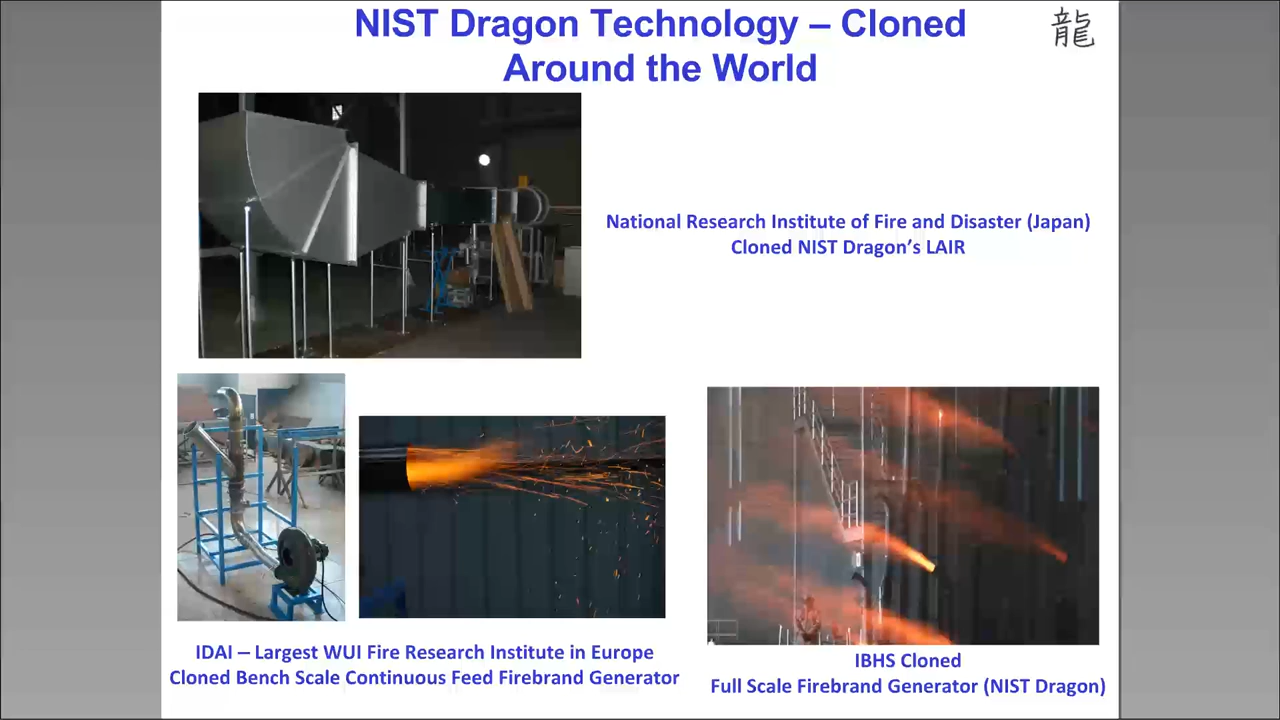 NIST Dragon Technology – Cloned
Around the World
龍
National Research Institute of Fire and Disaster (Japan)
Cloned NIST Dragon’s LAIR
IDAI – Largest WUI Fire Research Institute in Europe
Cloned Bench Scale Continuous Feed Firebrand Generator
IBHS Cloned
Full Scale Firebrand Generator (NIST Dragon)